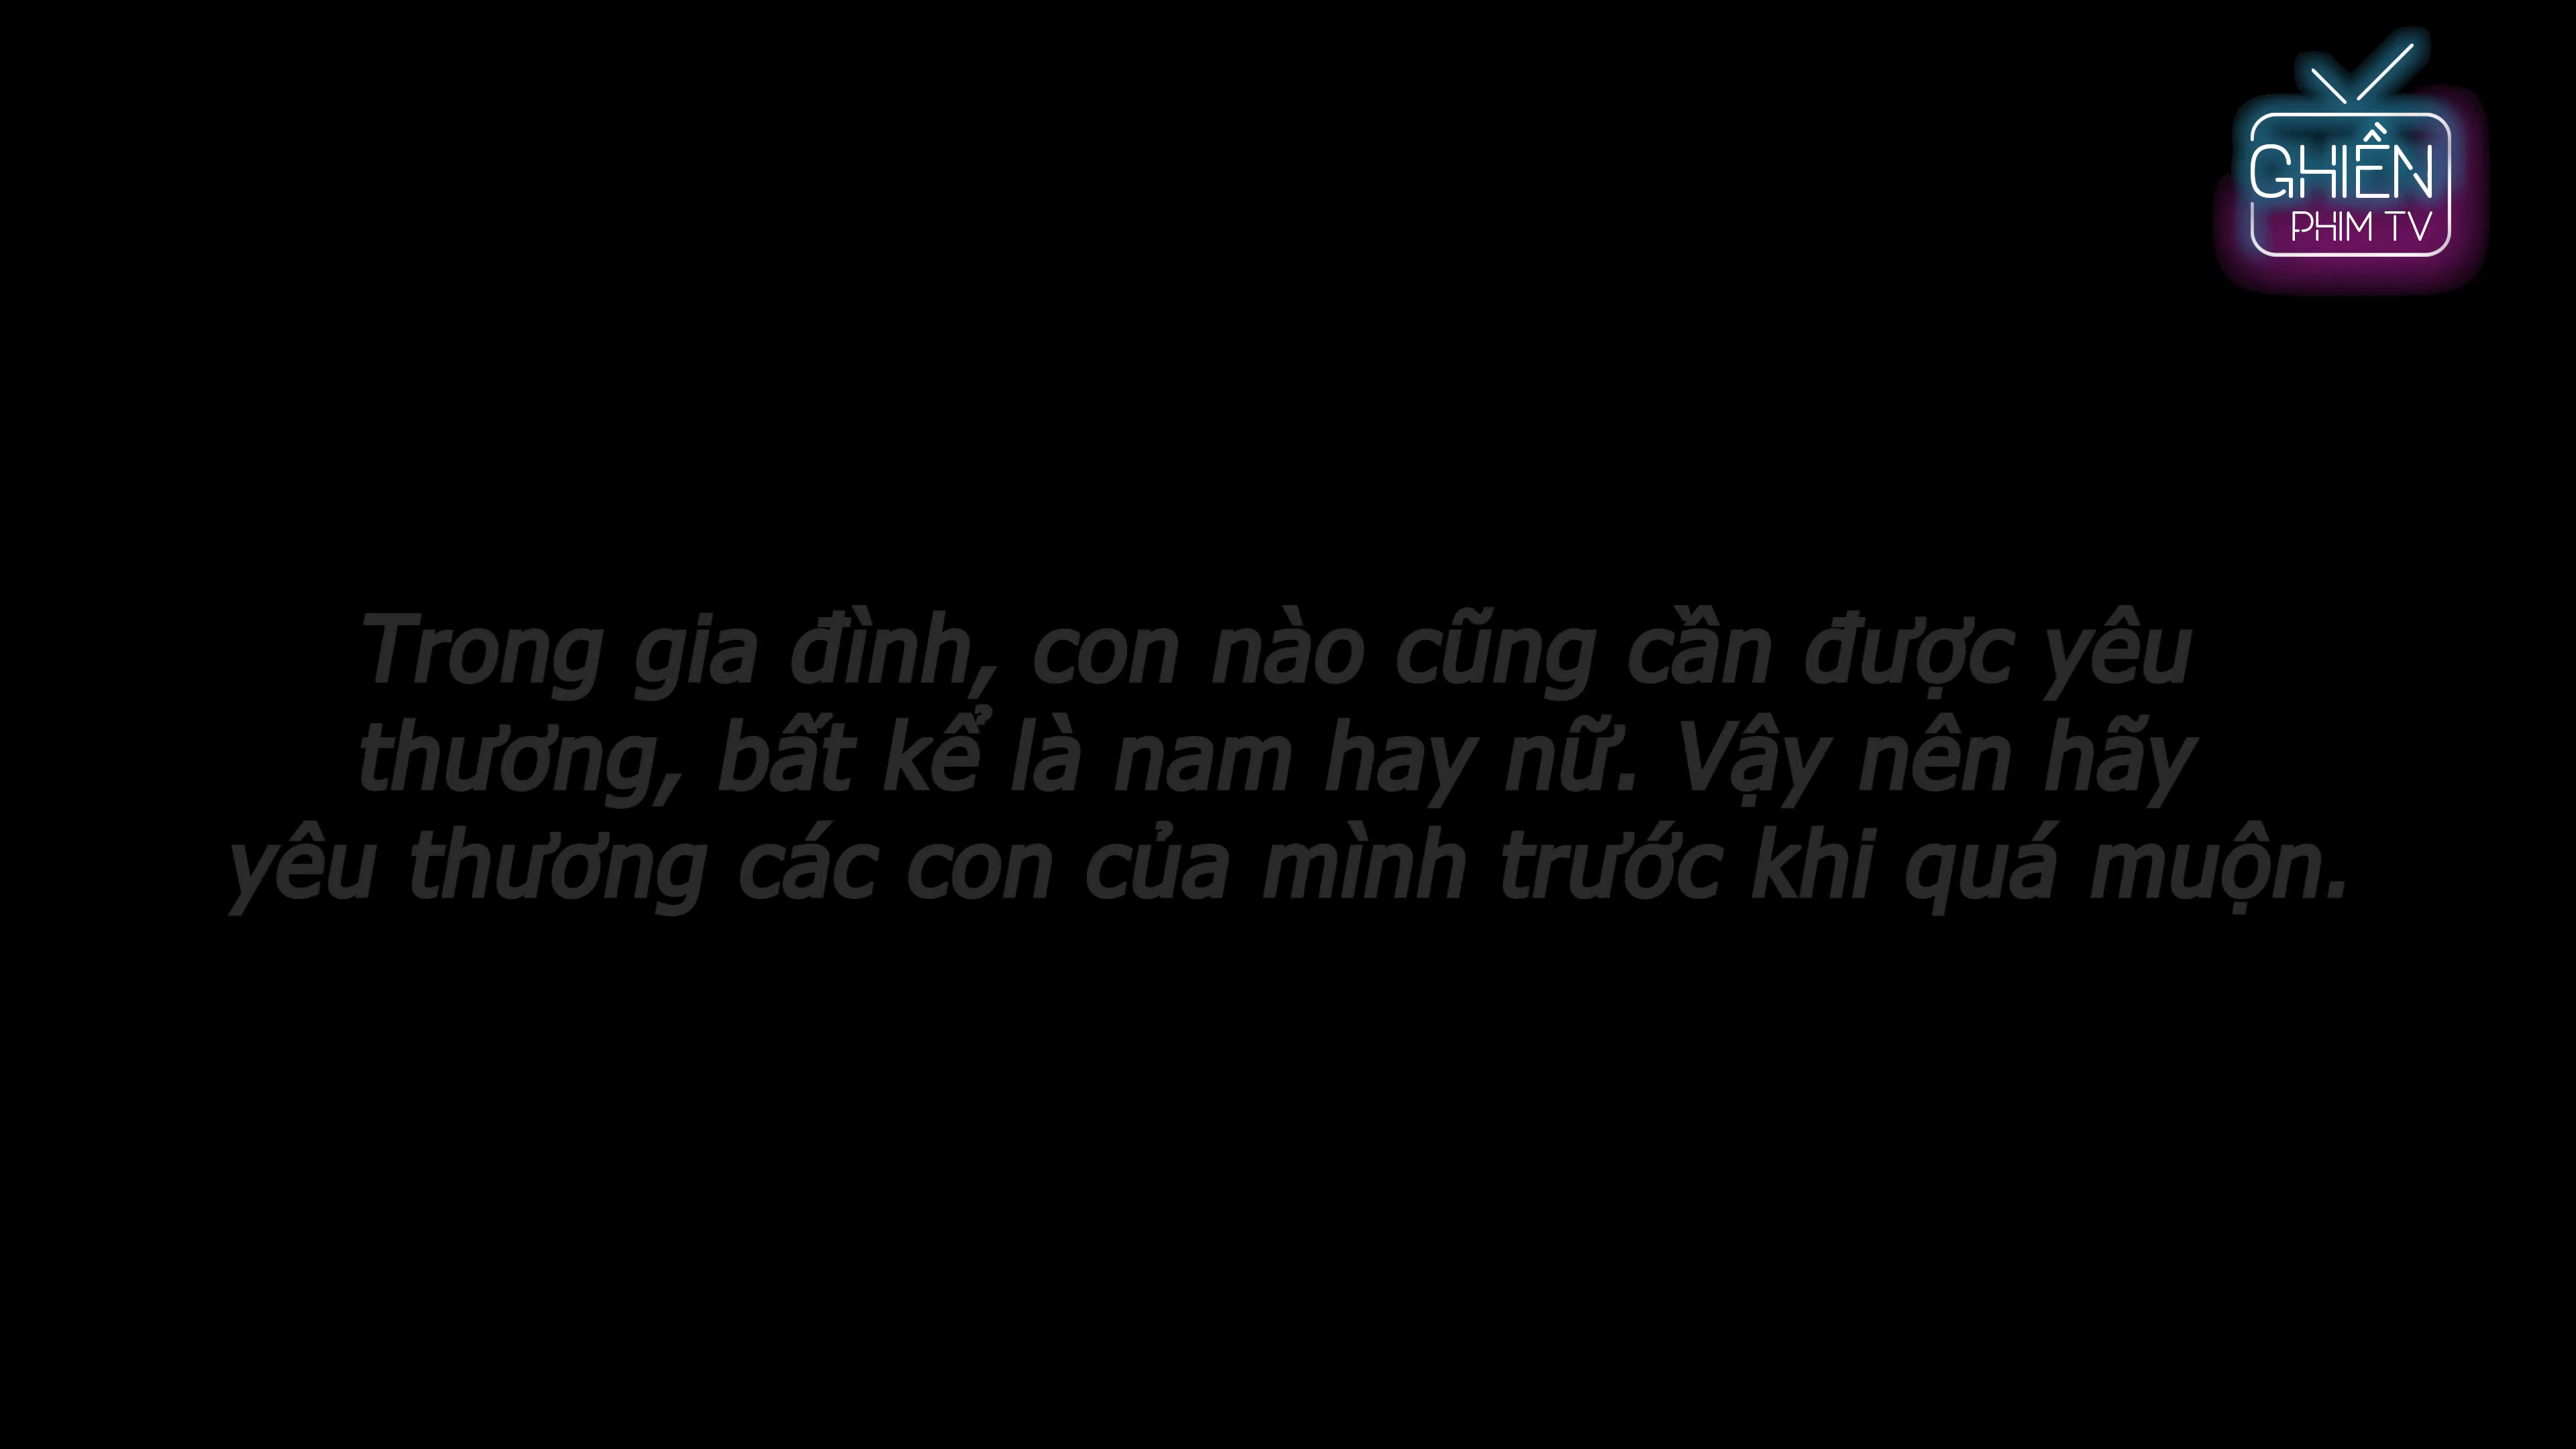 GHIỀN
PHIM TV
Trong gia đình, con nào cũng cần được yêu
thương, bất kể là nam hay nữ. Vậy nên hãy
yêu thương các con của mình trước khi quá muộn.